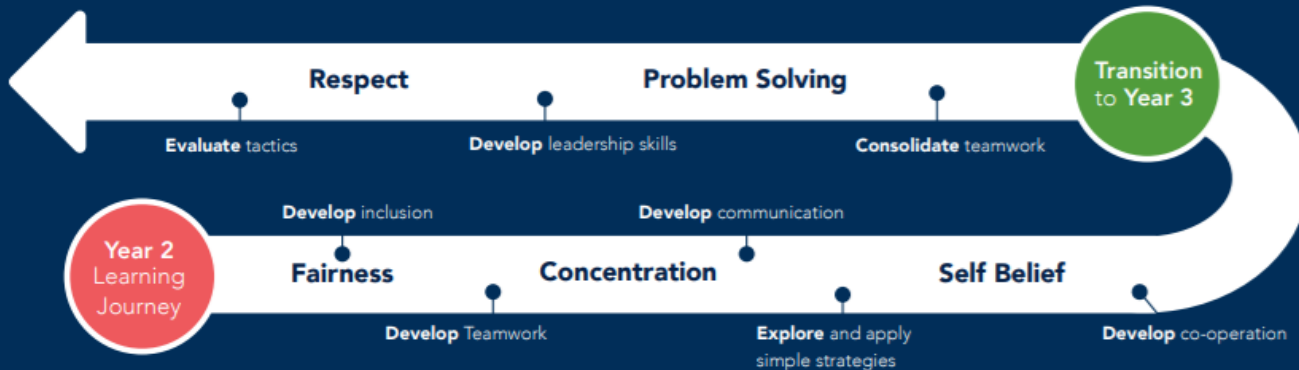 Respect
Problem Solving
Transition
to Year 3
Evaluate tactics
Develop leadership skills
Consolidate teamwork
Develop inclusion
Develop communication
Year 2
Learning
Journey
Fairness
Concentration
Self Belief
Develop Teamwork
Explore and apply
simple strategies
Develop co-operation